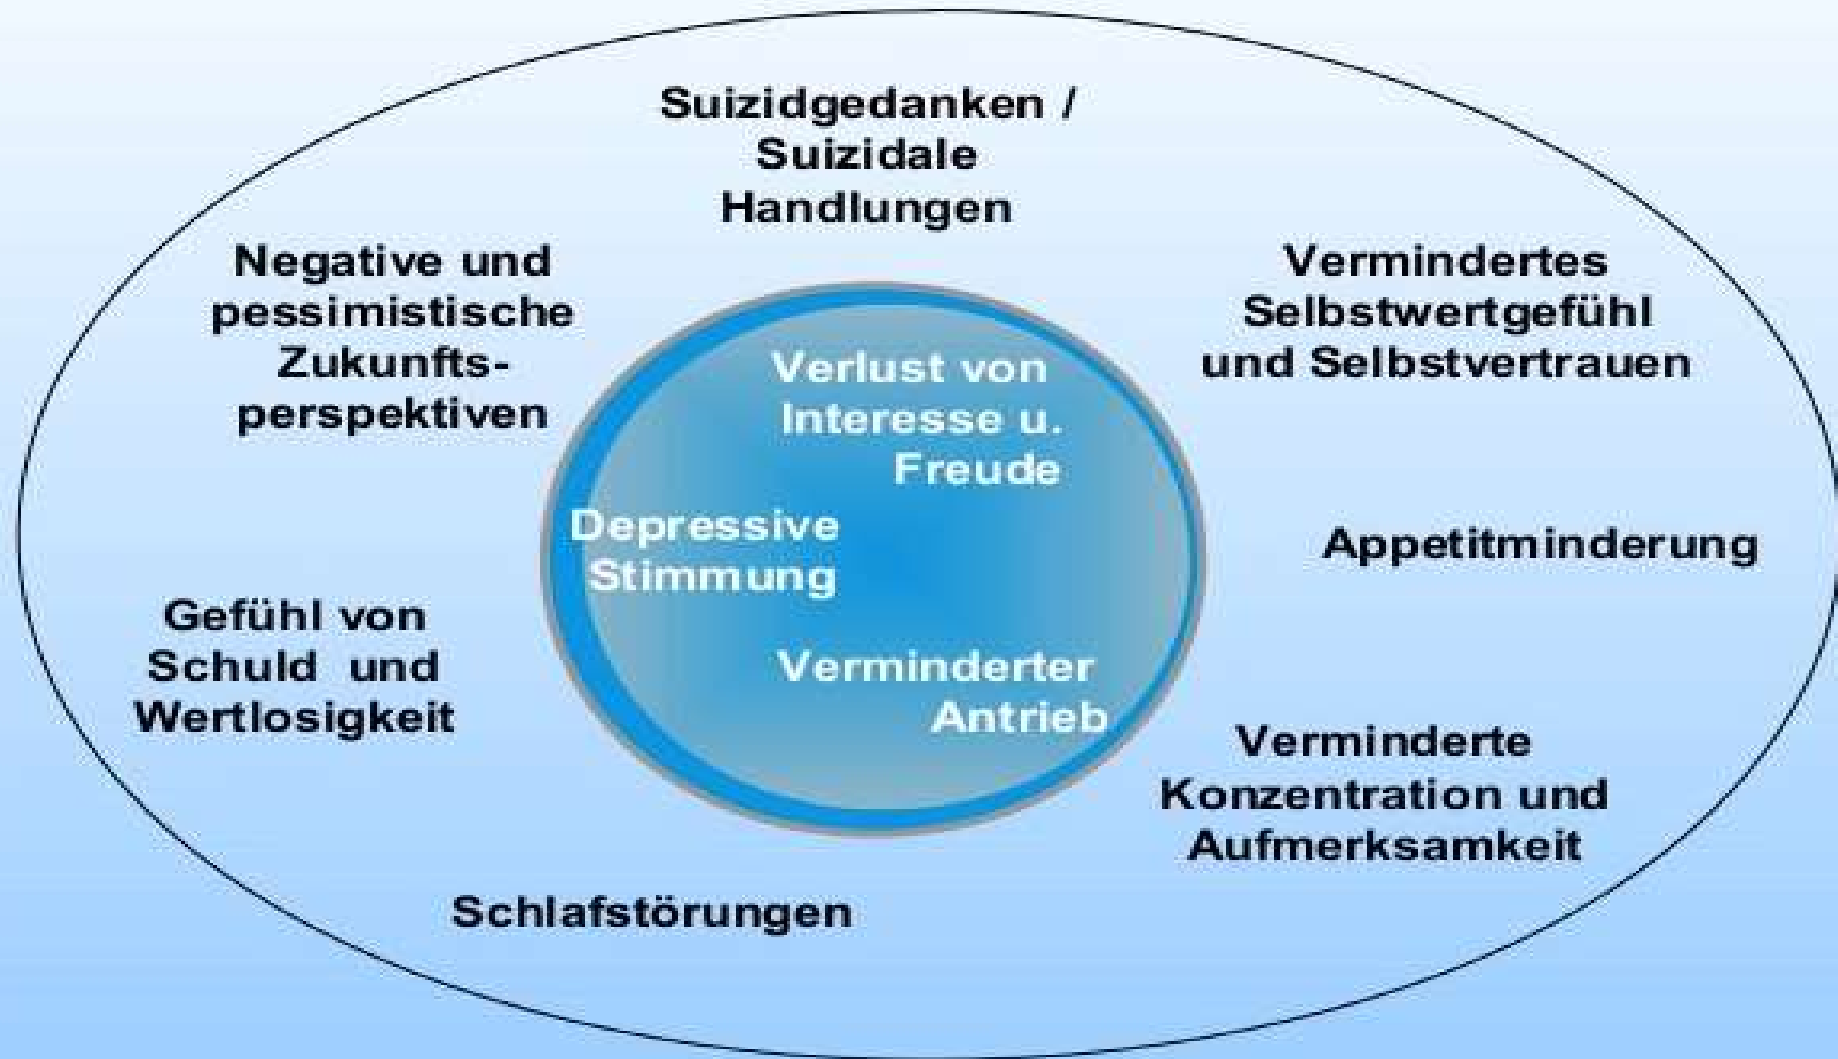 Suizidgedanken /
Suizidale
Handlungen
Negative und
pessimistische
Zukunfts-
perspektiven
Vermindertes
Selbstwertgefühl
und Selbstvertrauen
Verlust von
Interesse u.
Freude
Depressive
Stimmung
Appetitminderung
Gefühl von
Schuld und
Wertlosigkeit
Verminderter
Antrieb
Verminderte
Konzentration und
Aufmerksamkeit
Schlafstörungen